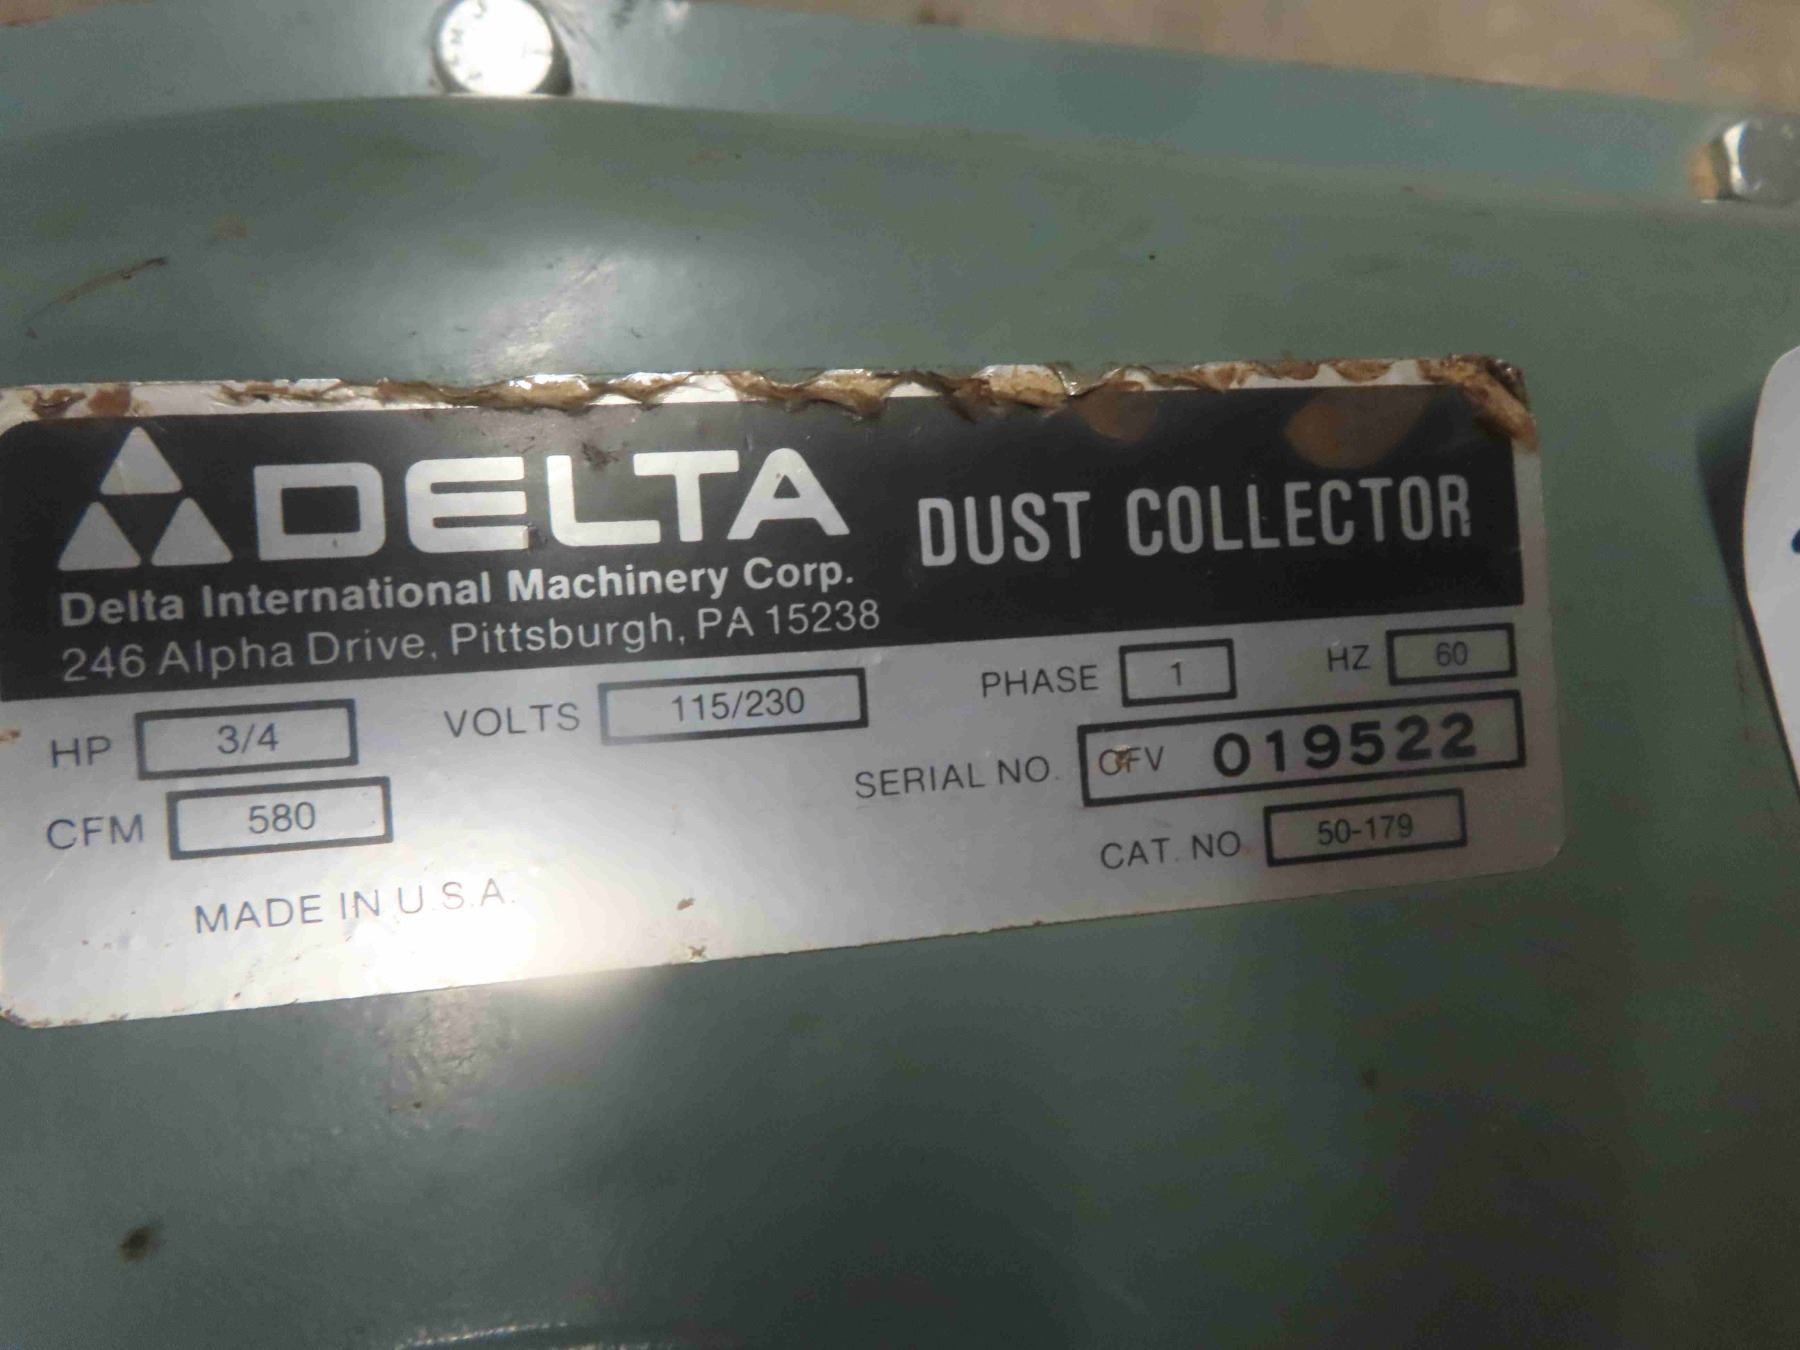 DELTA
Delta International Machinery Corp.
246 Alpha Drive, Pittsburgh, PA 15238
DUST COLLECTOR
HP 3/4 VOLTS 115/230 PHASE 1 HZ 60
CFM 580 SERIAL NO. 019522
CAT. NO 50-179
MADE IN U.S.A.